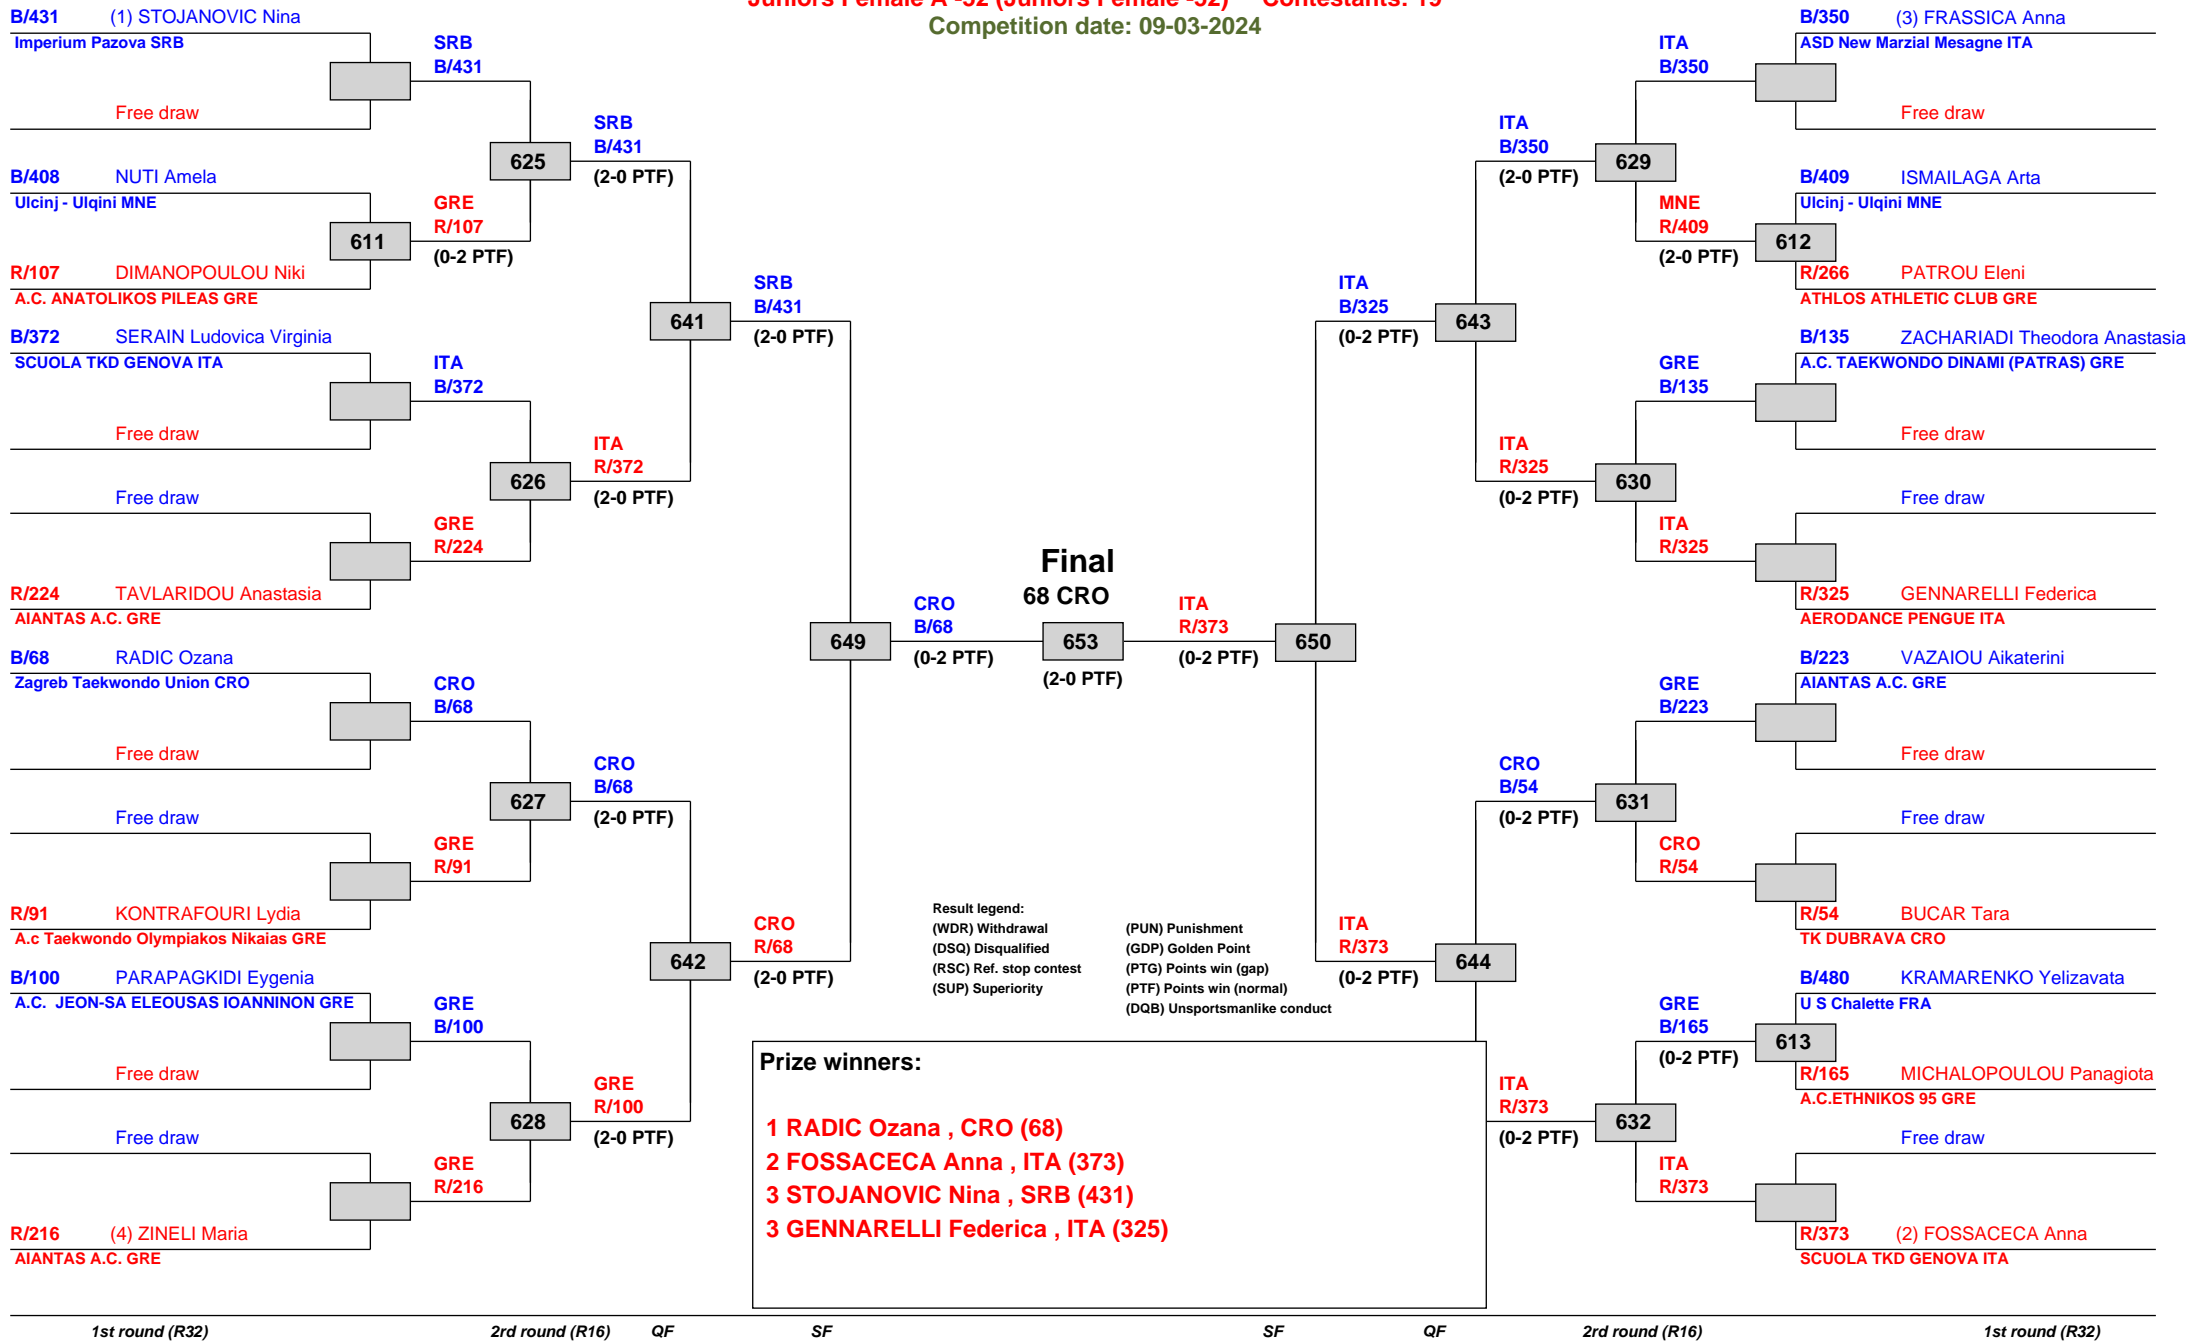 Juniors Female A -52 (Juniors Female -52) Contestants: 19
Competition date: 09-03-2024
B/431 (1) STOJANOVIC Nina
Imperium Pazova SRB
Free draw
SRB
B/431
B/408 NUTI Amela
Ulcinj - Ulqini MNE
611
R/107 DIMANOPOULOU Niki
A.C. ANATOLIKOS PILEAS GRE
GRE
R/107
(0-2 PTF)
625
SRB
B/431
(2-0 PTF)
B/372 SERAIN Ludovica Virginia
SCUOLA TKD GENOVA ITA
Free draw
ITA
B/372
Free draw
R/224 TAVLARIDOU Anastasia
AIANTAS A.C. GRE
GRE
R/224
626
ITA
R/372
(2-0 PTF)
641
SRB
B/431
(2-0 PTF)
B/68 RADIC Ozana
Zagreb Taekwondo Union CRO
Free draw
CRO
B/68
Free draw
R/91 KONTRAFOURI Lydia
A.c Taekwondo Olympiakos Nikaias GRE
GRE
R/91
627
CRO
B/68
(2-0 PTF)
B/100 PARAPAGKIDI Eygenia
A.C. JEON-SA ELEOUSAS IOANNINON GRE
Free draw
GRE
B/100
Free draw
R/216 (4) ZINELI Maria
AIANTAS A.C. GRE
GRE
R/216
628
GRE
R/100
(2-0 PTF)
642
CRO
R/68
(2-0 PTF)
649
CRO
B/68
(0-2 PTF)
Final
68 CRO
653
(2-0 PTF)
ITA
R/373
(0-2 PTF)
650
ITA
B/325
(0-2 PTF)
643
ITA
B/350
(2-0 PTF)
629
ITA
B/350
B/350 (3) FRASSICA Anna
ASD New Marzial Mesagne ITA
Free draw
MNE
R/409
(2-0 PTF)
612
B/409 ISMAILAGA Arta
Ulcinj - Ulqini MNE
R/266 PATROU Eleni
ATHLOS ATHLETIC CLUB GRE
ITA
R/325
(0-2 PTF)
630
GRE
B/135
B/135 ZACHARIADI Theodora Anastasia
A.C. TAEKWONDO DINAMI (PATRAS) GRE
Free draw
Free draw
ITA
R/325
R/325 GENNARELLI Federica
AERODANCE PENGUE ITA
ITA
R/373
(0-2 PTF)
644
CRO
B/54
(0-2 PTF)
631
GRE
B/223
B/223 VAZAIOU Aikaterini
AIANTAS A.C. GRE
Free draw
Free draw
CRO
R/54
R/54 BUCAR Tara
TK DUBRAVA CRO
ITA
R/373
(0-2 PTF)
632
GRE
B/165
(0-2 PTF)
613
B/480 KRAMARENKO Yelizavata
U S Chalette FRA
R/165 MICHALOPOULOU Panagiota
A.C.ETHNIKOS 95 GRE
Free draw
ITA
R/373
R/373 (2) FOSSACECA Anna
SCUOLA TKD GENOVA ITA
Result legend:
(WDR) Withdrawal (PUN) Punishment
(DSQ) Disqualified (GDP) Golden Point
(RSC) Ref. stop contest (PTG) Points win (gap)
(SUP) Superiority (PTF) Points win (normal)
(DQB) Unsportsmanlike conduct
Prize winners:
1 RADIC Ozana , CRO (68)
2 FOSSACECA Anna , ITA (373)
3 STOJANOVIC Nina , SRB (431)
3 GENNARELLI Federica , ITA (325)
1st round (R32) 2rd round (R16) QF SF SF QF 2rd round (R16) 1st round (R32)